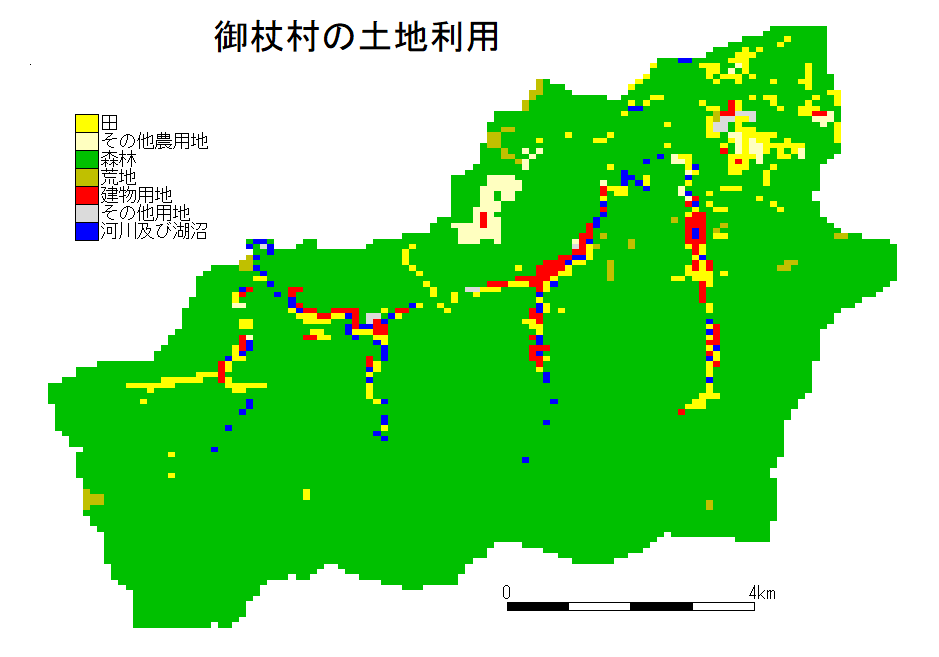 御杖村の土地利用
田
その他農用地
森林
荒地
建物用地
その他用地
河川及び湖沼
0 4km